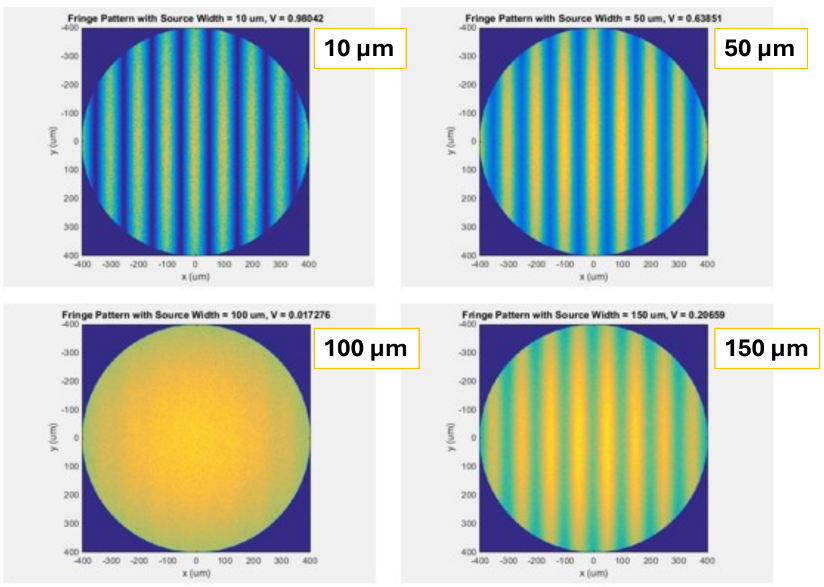 Fringe Pattern with Source Width = 10 um, V = 0.98042
10 µm
-400
-300
-200
-100
0
100
200
300
400
y (um)
-400 -300 -200 -100 0 100 200 300 400
x (um)
Fringe Pattern with Source Width = 50 um, V = 0.63851
50 µm
-400
-300
-200
-100
0
100
200
300
400
y (um)
-400 -300 -200 -100 0 100 200 300 400
x (um)
Fringe Pattern with Source Width = 100 um, V = 0.017276
100 µm
-400
-300
-200
-100
0
100
200
300
400
y (um)
-400 -300 -200 -100 0 100 200 300 400
x (um)
Fringe Pattern with Source Width = 150 um, V = 0.20659
150 µm
-400
-300
-200
-100
0
100
200
300
400
y (um)
-400 -300 -200 -100 0 100 200 300 400
x (um)